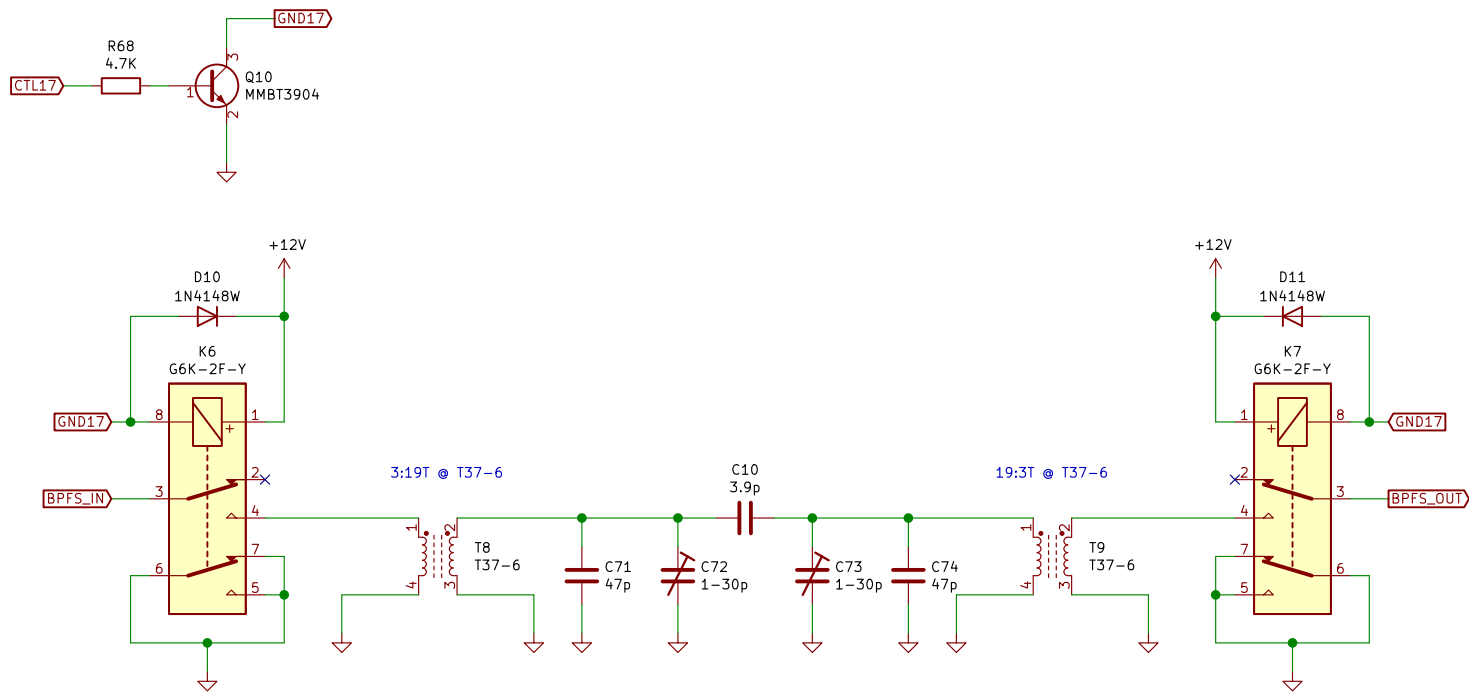 GND17
R68
4.7K
3
CTL17
1
Q10
MMBT3904
2
+12V
+12V
D10
1N4148W
D11
1N4148W
K6
G6K-2F-Y
K7
G6K-2F-Y
GND17
8
1
+
1
8
+
GND17
3:19T @ T37-6
C10
3.9p
19:3T @ T37-6
2
2
BPFS_IN
3
3
BPFS_OUT
4
4
1
2
1
2
T8
T37-6
T9
T37-6
7
7
6
6
C71
47p
C72
1-30p
C73
1-30p
C74
47p
4
3
4
3
5
5